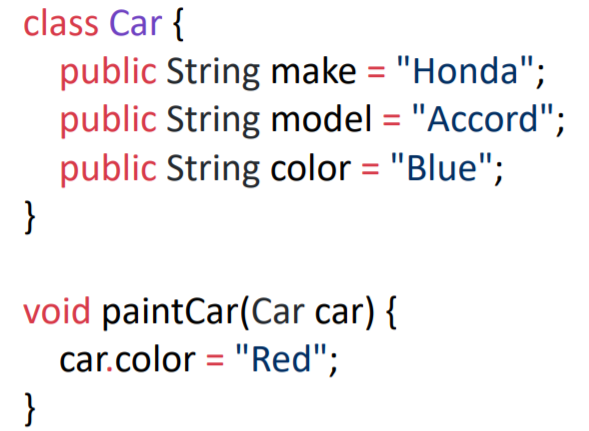 class Car {
public String make = "Honda";
public String model = "Accord";
public String color = "Blue";
}
void paintCar(Car car) {
car.color = "Red";
}